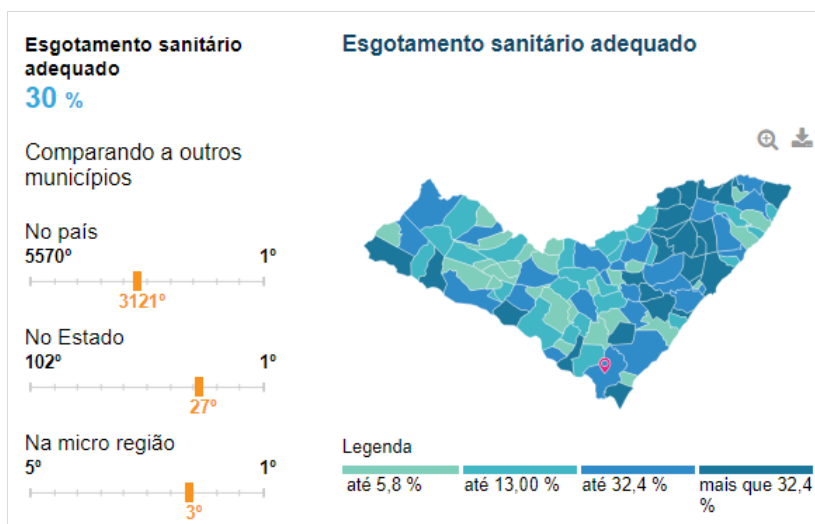 Esgotamento sanitário
adequado
30 %
Comparando a outros
municípios
No país
5570º 1º
3121º
No Estado
102º 1º
27º
Na micro região
5º 1º
3º
Esgotamento sanitário adequado
Legenda
até 5,8 % até 13,00 % até 32,4 % mais que 32,4
%